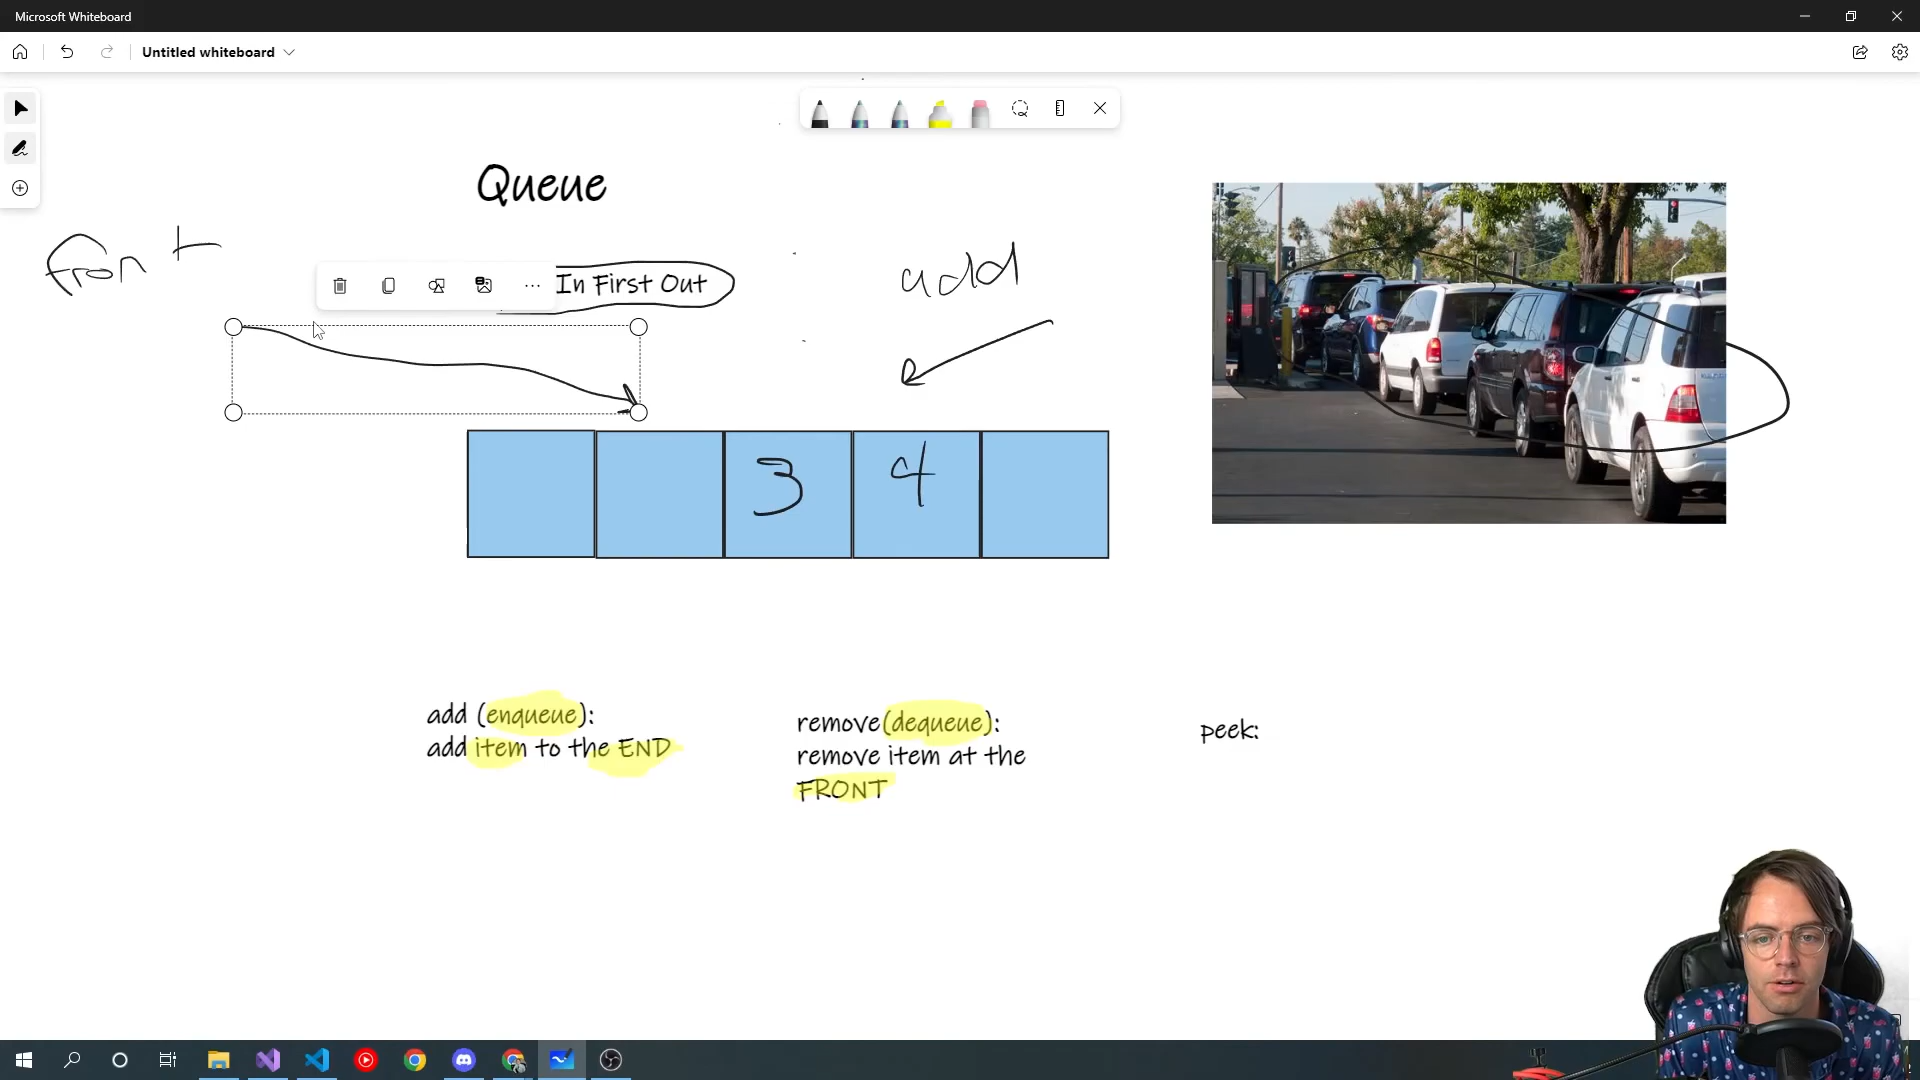 Microsoft Whiteboard
Untitled whiteboard
Queue
front
In First Out
add
3
4
add (enqueue):
add item to the END
remove(dequeue):
remove item at the
FRONT
peek: